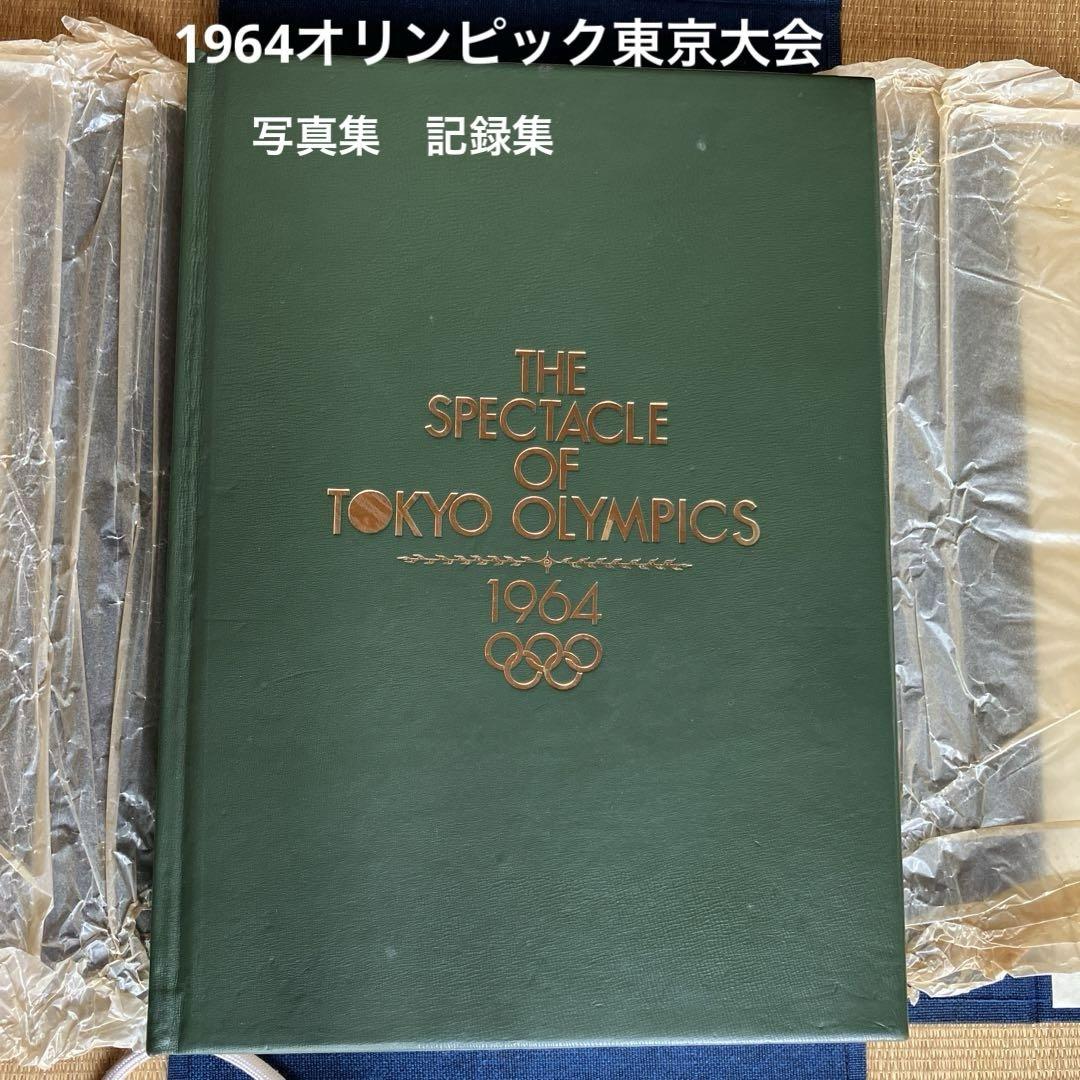 1964オリンピック東京大会
写真集　記録集
THE
SPECTACLE
OF
TOKYO OLYMPICS
1964